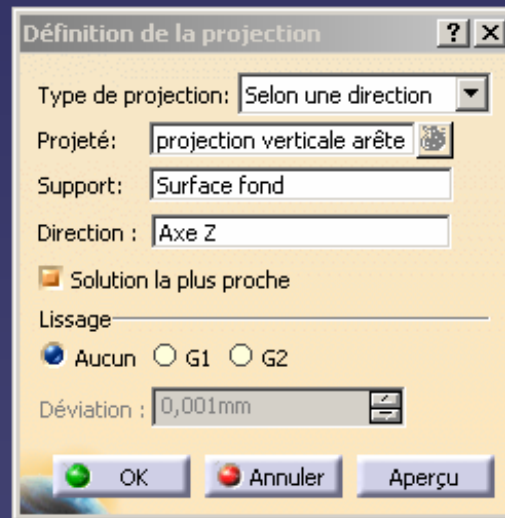 Définition de la projection
Type de projection: Selon une direction
Projeté: projection verticale arête
Support: Surface fond
Direction : Axe Z
Solution la plus proche
Lissage
Aucun G1 G2
Déviation : 0,001mm
OK Annuler Aperçu